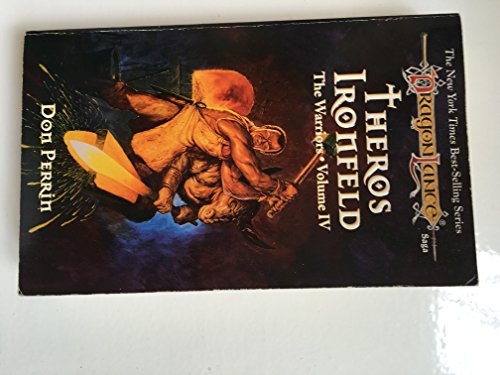 The New York Times Best-Selling Series
DRAGONLANCE®
Saga
THEROS
IRONFELD
The Warriors • Volume IV
Don Perrin